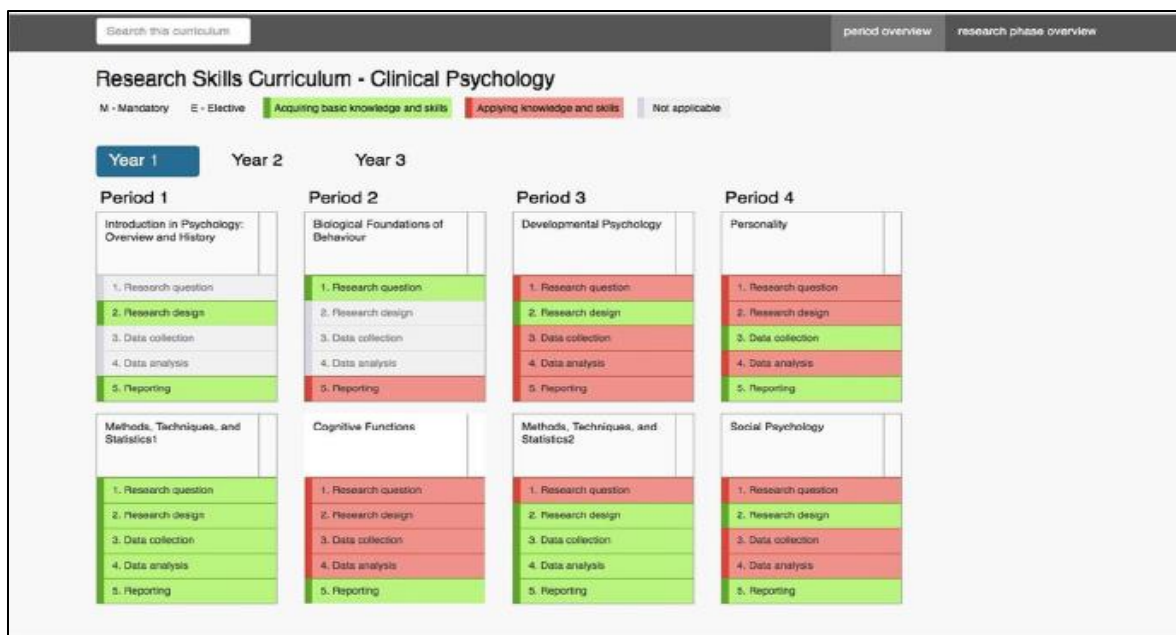 Search this curriculum
period overview
research phase overview
Research Skills Curriculum - Clinical Psychology
M - Mandatory
E - Elective
Acquiring basic knowledge and skills
Applying knowledge and skills
Not applicable
Year 1
Year 2
Year 3
Period 1
Period 2
Period 3
Period 4
Introduction in Psychology:
Overview and History
1. Research question
2. Research design
3. Data collection
4. Data analysis
5. Reporting
Biological Foundations of
Behaviour
1. Research question
2. Research design
3. Data collection
4. Data analysis
5. Reporting
Developmental Psychology
1. Research question
2. Research design
3. Data collection
4. Data analysis
5. Reporting
Personality
1. Research question
2. Research design
3. Data collection
4. Data analysis
5. Reporting
Methods, Techniques, and
Statistics1
1. Research question
2. Research design
3. Data collection
4. Data analysis
5. Reporting
Cognitive Functions
1. Research question
2. Research design
3. Data collection
4. Data analysis
5. Reporting
Methods, Techniques, and
Statistics2
1. Research question
2. Research design
3. Data collection
4. Data analysis
5. Reporting
Social Psychology
1. Research question
2. Research design
3. Data collection
4. Data analysis
5. Reporting